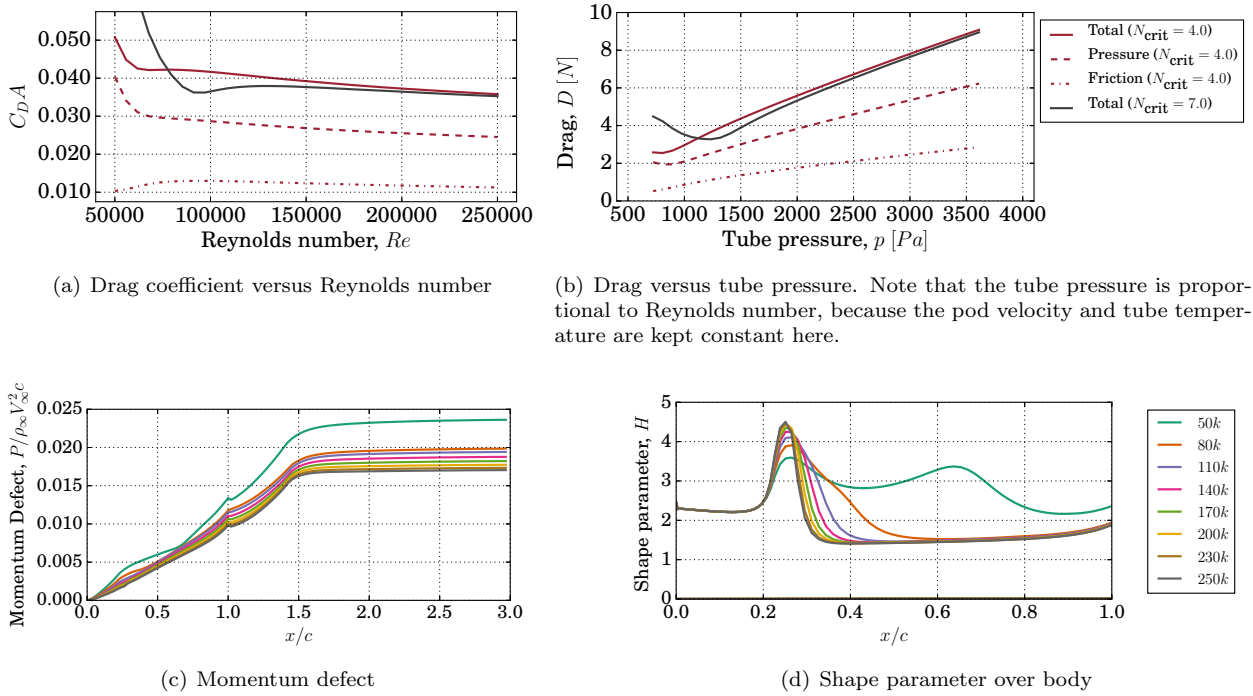 0.050
0.040
0.030
0.020
0.010
C_D A
50000 100000 150000 200000 250000
Reynolds number, Re
10
8
6
4
2
0
Drag, D [N]
500 1000 1500 2000 2500 3000 3500 4000
Tube pressure, p [Pa]
Total (N_crit = 4.0)
Pressure (N_crit = 4.0)
Friction (N_crit = 4.0)
Total (N_crit = 7.0)
(a) Drag coefficient versus Reynolds number
(b) Drag versus tube pressure. Note that the tube pressure is propor-
tional to Reynolds number, because the pod velocity and tube temper-
ature are kept constant here.
0.025
0.020
0.015
0.010
0.005
0.000
Momentum Defect, P/ρ_∞V_∞^2c
0.0 0.5 1.0 1.5 2.0 2.5 3.0
x/c
(c) Momentum defect
5
4
3
2
1
0
Shape parameter, H
0.0 0.2 0.4 0.6 0.8 1.0
x/c
50k
80k
110k
140k
170k
200k
230k
250k
(d) Shape parameter over body